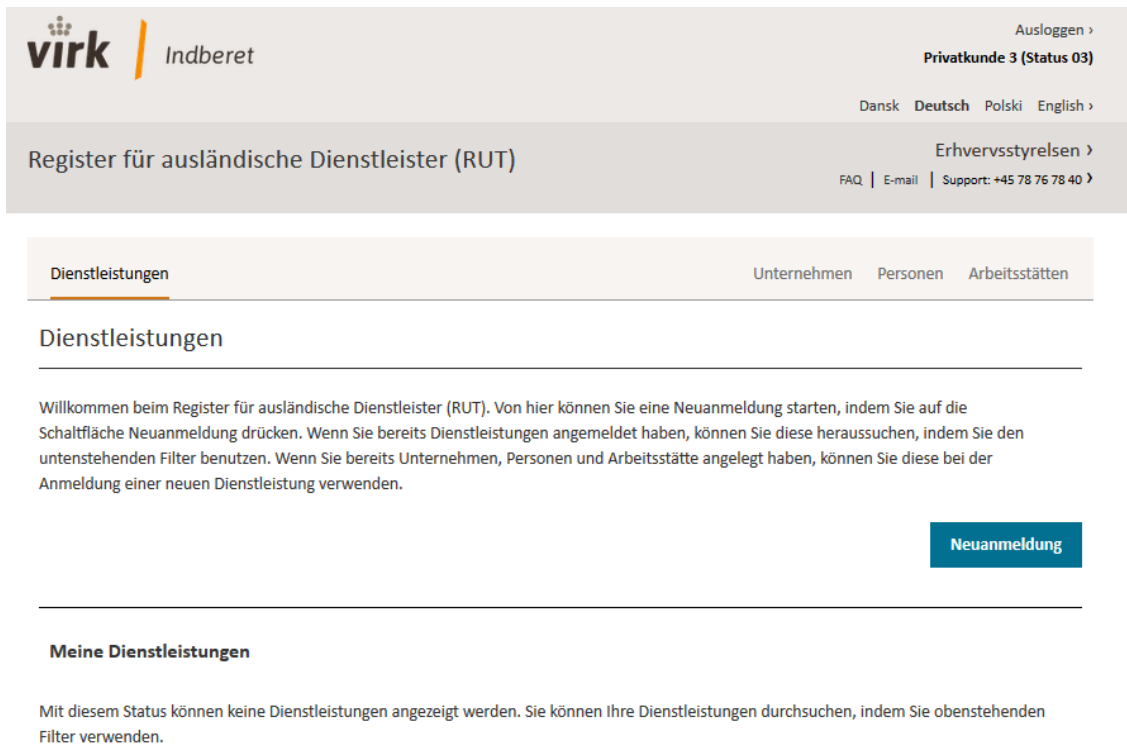 Ausloggen ›
virk Indberet
Privatkunde 3 (Status 03)
Dansk Deutsch Polski English ›
Register für ausländische Dienstleister (RUT)
Erhvervsstyrelsen ›
FAQ | E-mail | Support: +45 78 76 78 40 ›
Dienstleistungen Unternehmen Personen Arbeitsstätten
Dienstleistungen
Willkommen beim Register für ausländische Dienstleister (RUT). Von hier können Sie eine Neuanmeldung starten, indem Sie auf die
Schaltfläche Neuanmeldung drücken. Wenn Sie bereits Dienstleistungen angemeldet haben, können Sie diese heraussuchen, indem Sie den
untenstehenden Filter benutzen. Wenn Sie bereits Unternehmen, Personen und Arbeitsstätte angelegt haben, können Sie diese bei der
Anmeldung einer neuen Dienstleistung verwenden.
Neuanmeldung
Meine Dienstleistungen
Mit diesem Status können keine Dienstleistungen angezeigt werden. Sie können Ihre Dienstleistungen durchsuchen, indem Sie obenstehenden
Filter verwenden.